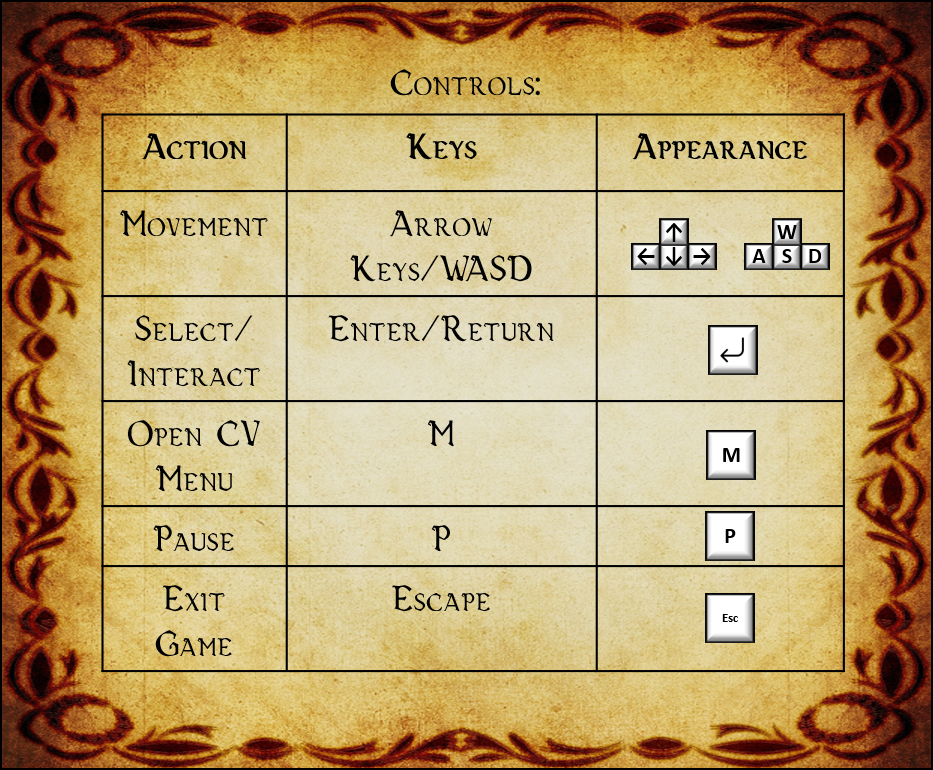 Controls:
Action Keys Appearance
Movement Arrow Keys/WASD
↑
← ↓ →
W
A S D
Select/
Interact
Enter/Return
↵
Open CV
Menu
M
M
Pause P P
Exit
Game
Escape
Esc